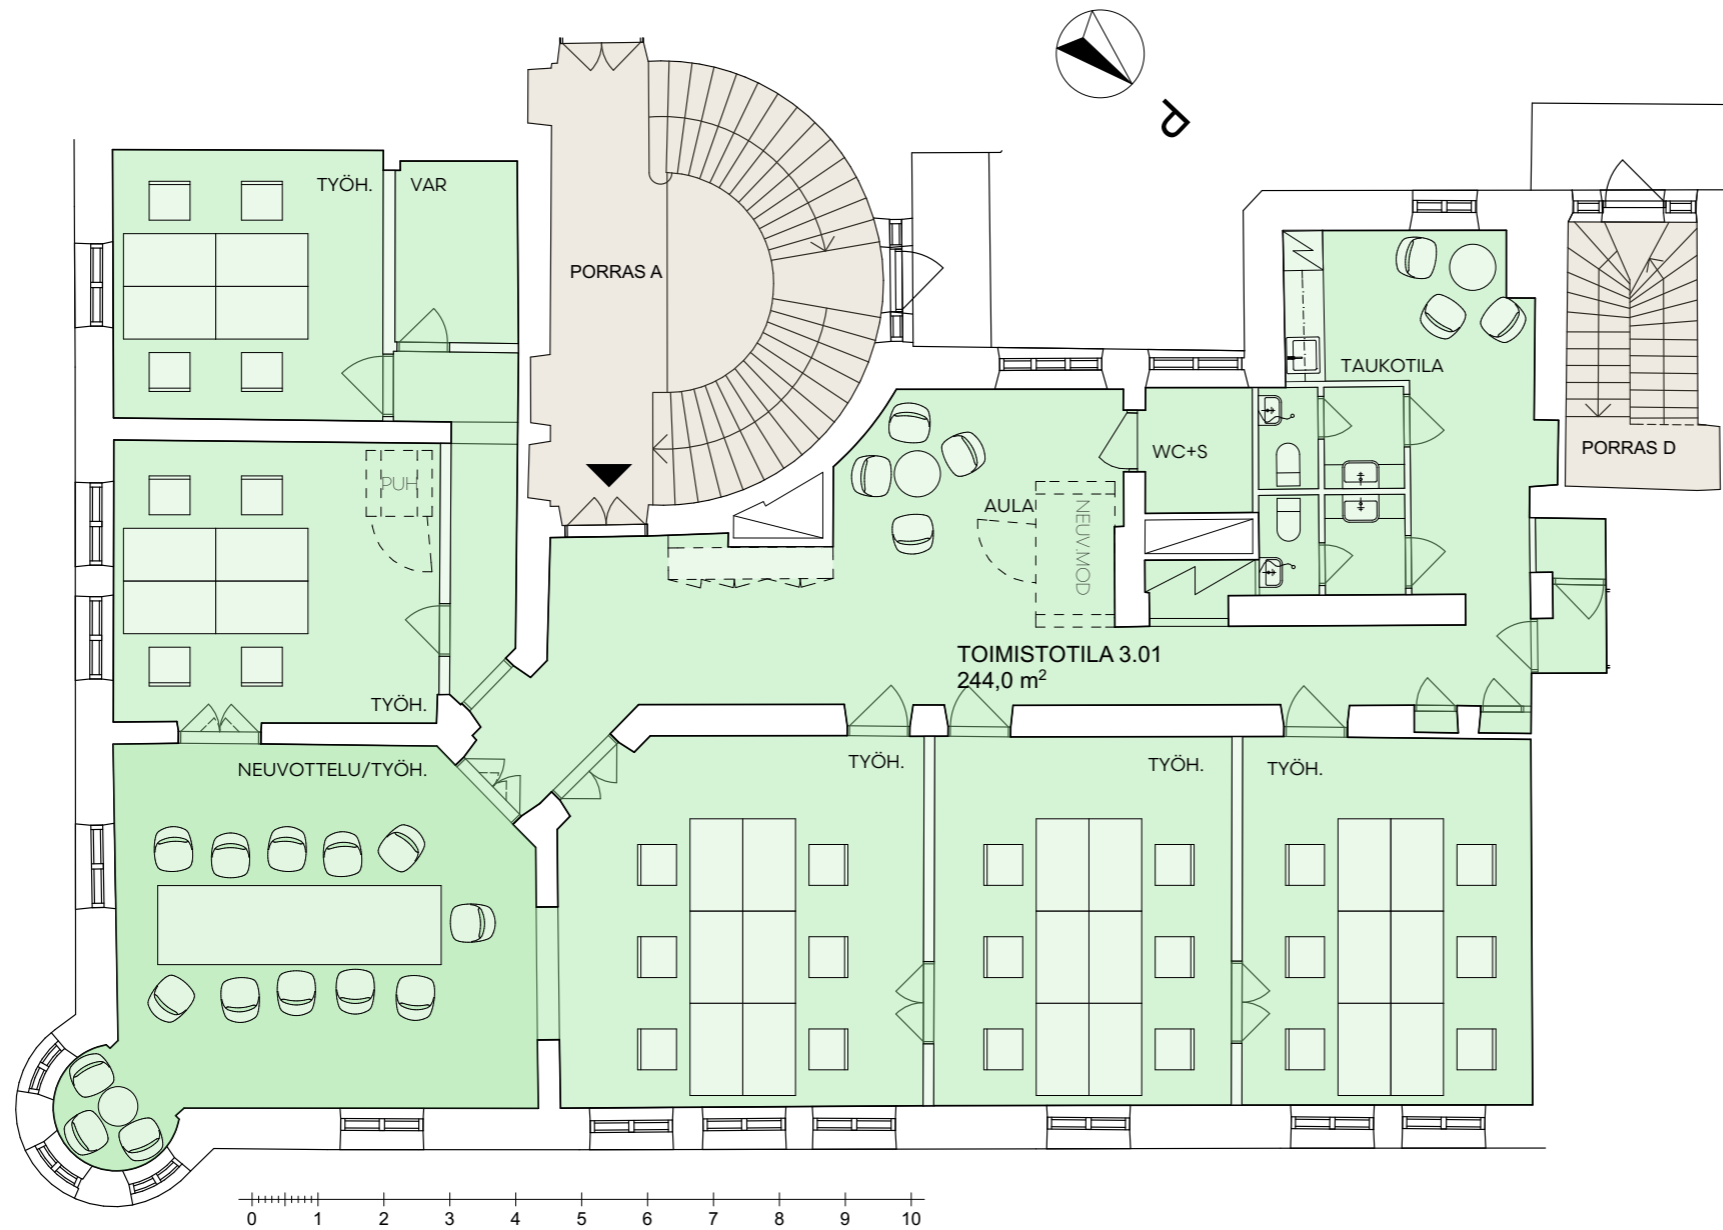 P
TYÖH.
VAR
PORRAS A
TAUKOTILA
PORRAS D
WC+S
PUH
AULA
NEUV.MOD
TOIMISTOTILA 3.01
244,0 m²
TYÖH.
NEUVOTTELU/TYÖH.
TYÖH.
TYÖH.
TYÖH.
0 1 2 3 4 5 6 7 8 9 10